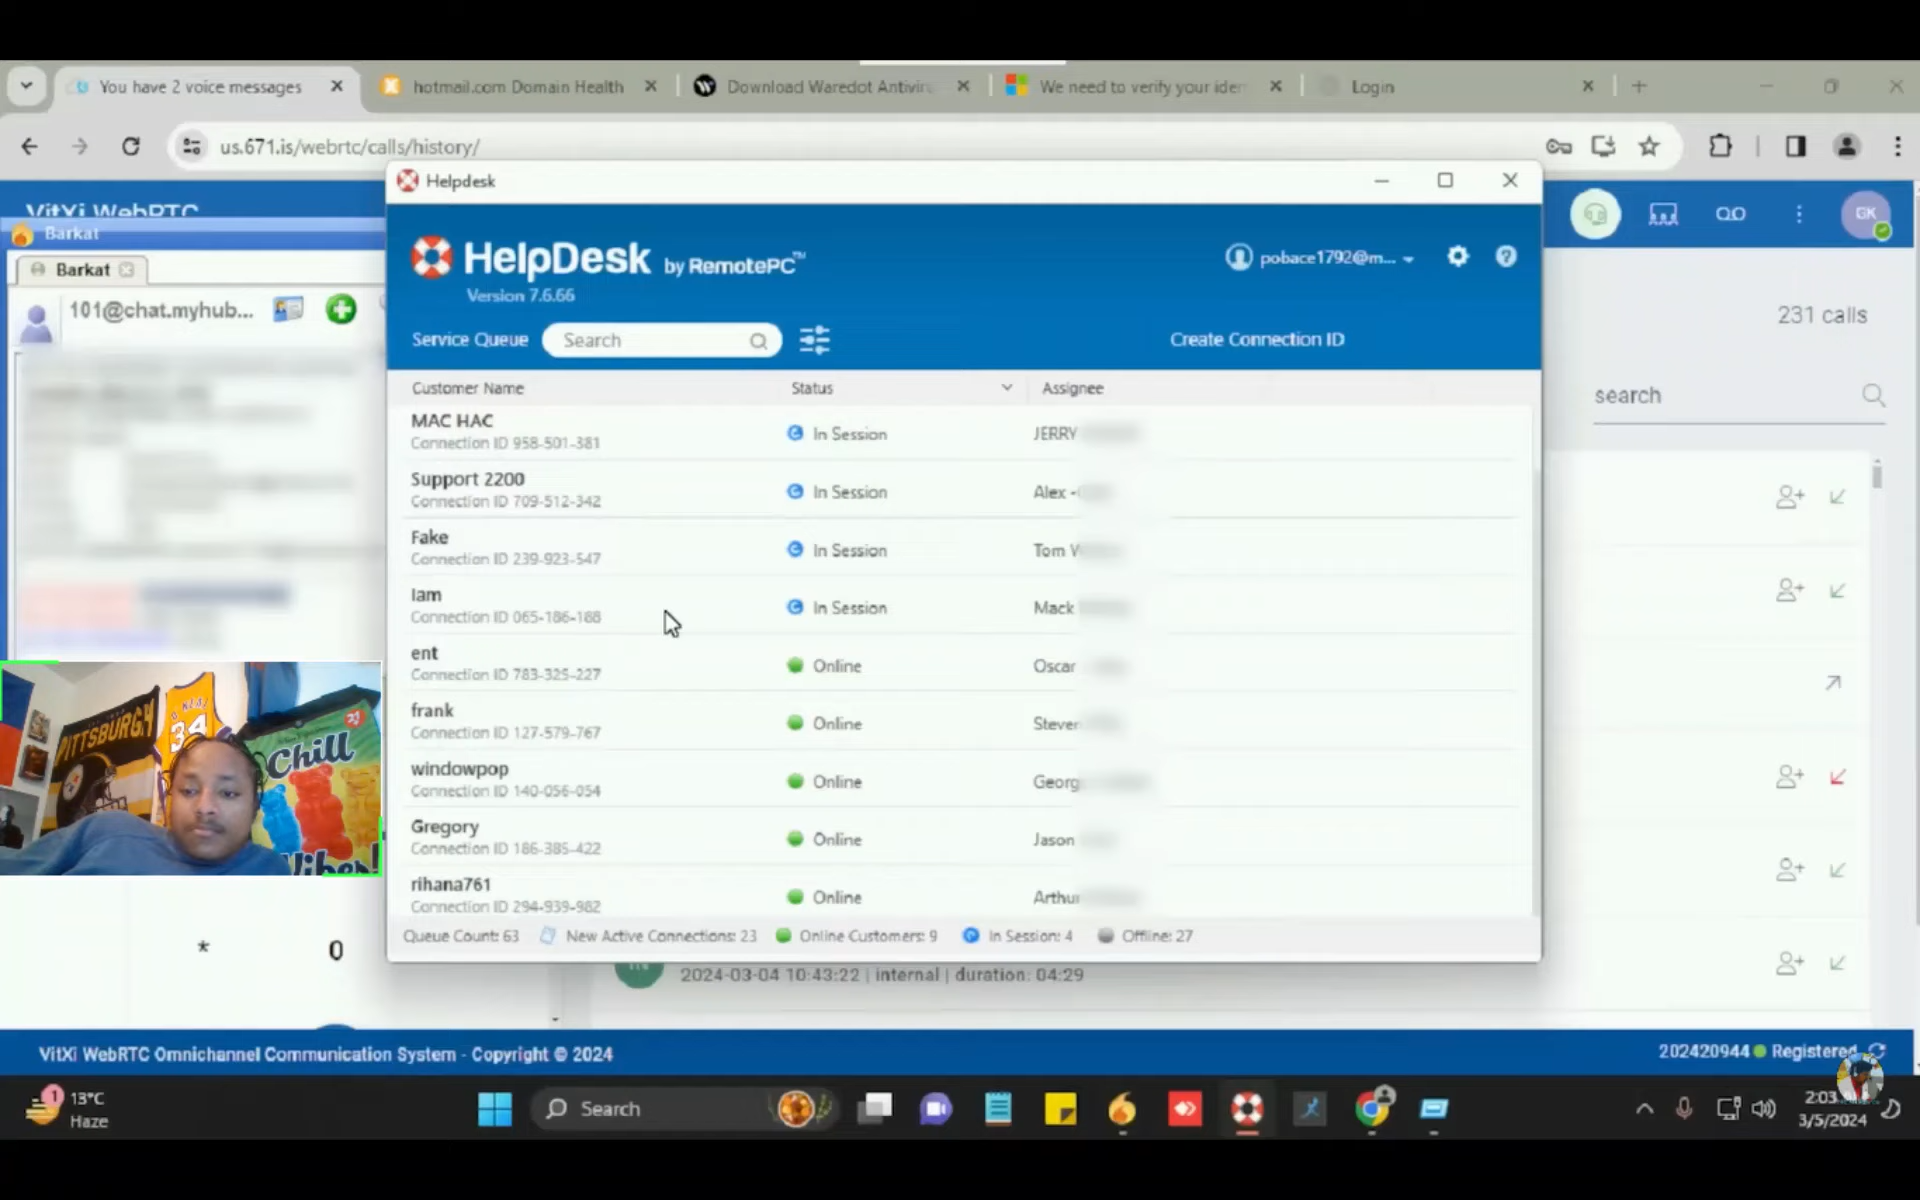 You have 2 voice messages
hotmail.com Domain Health
Download Waredot Antiviru
We need to verify your iden
Login
us.671.is/webrtc/calls/history/
Helpdesk
VitXi WebRTC
Barkat
Barkat
101@chat.myhub...
HelpDesk by RemotePC™
Version 7.6.66
pobace1792@m...
GK
231 calls
Service Queue
Search
Create Connection ID
search
Customer Name
Status
Assignee
MAC HAC
Connection ID 958-501-381
In Session
JERRY
Support 2200
Connection ID 709-512-342
In Session
Alex -
Fake
Connection ID 239-923-547
In Session
Tom W
Iam
Connection ID 065-186-188
In Session
Mack
ent
Connection ID 783-325-227
Online
Oscar
frank
Connection ID 127-579-767
Online
Steven
windowpop
Connection ID 140-056-054
Online
Georg
Gregory
Connection ID 186-385-422
Online
Jason
rihana761
Connection ID 294-939-982
Online
Arthur
Queue Count: 63
New Active Connections: 23
Online Customers: 9
In Session: 4
Offline: 27
PITTSBURGH
O'NEAL
34
Chill
Vibes!
*
0
2024-03-04 10:43:22 | internal | duration: 04:29
VitXi WebRTC Omnichannel Communication System - Copyright © 2024
202420944 Registered
1
13°C
Haze
Search
2:03
3/5/2024